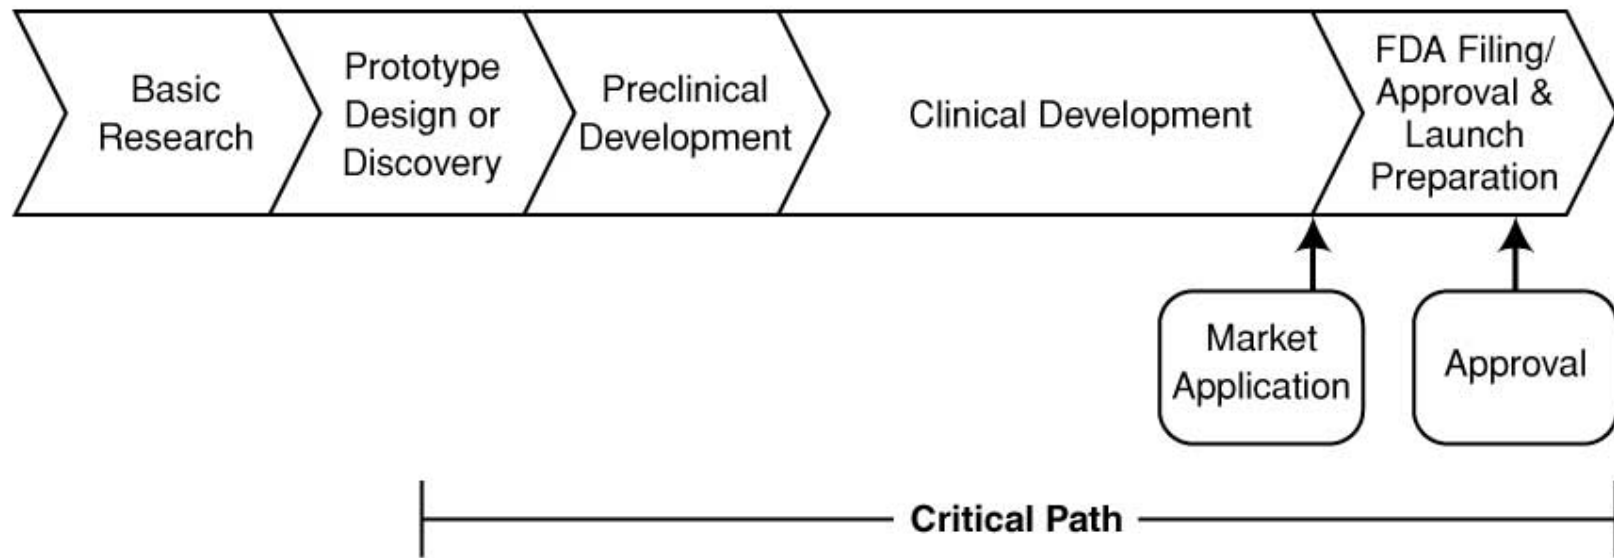 Basic
Research
Prototype
Design or
Discovery
Preclinical
Development
Clinical Development
FDA Filing/
Approval &
Launch
Preparation
Market
Application
Approval
Critical Path